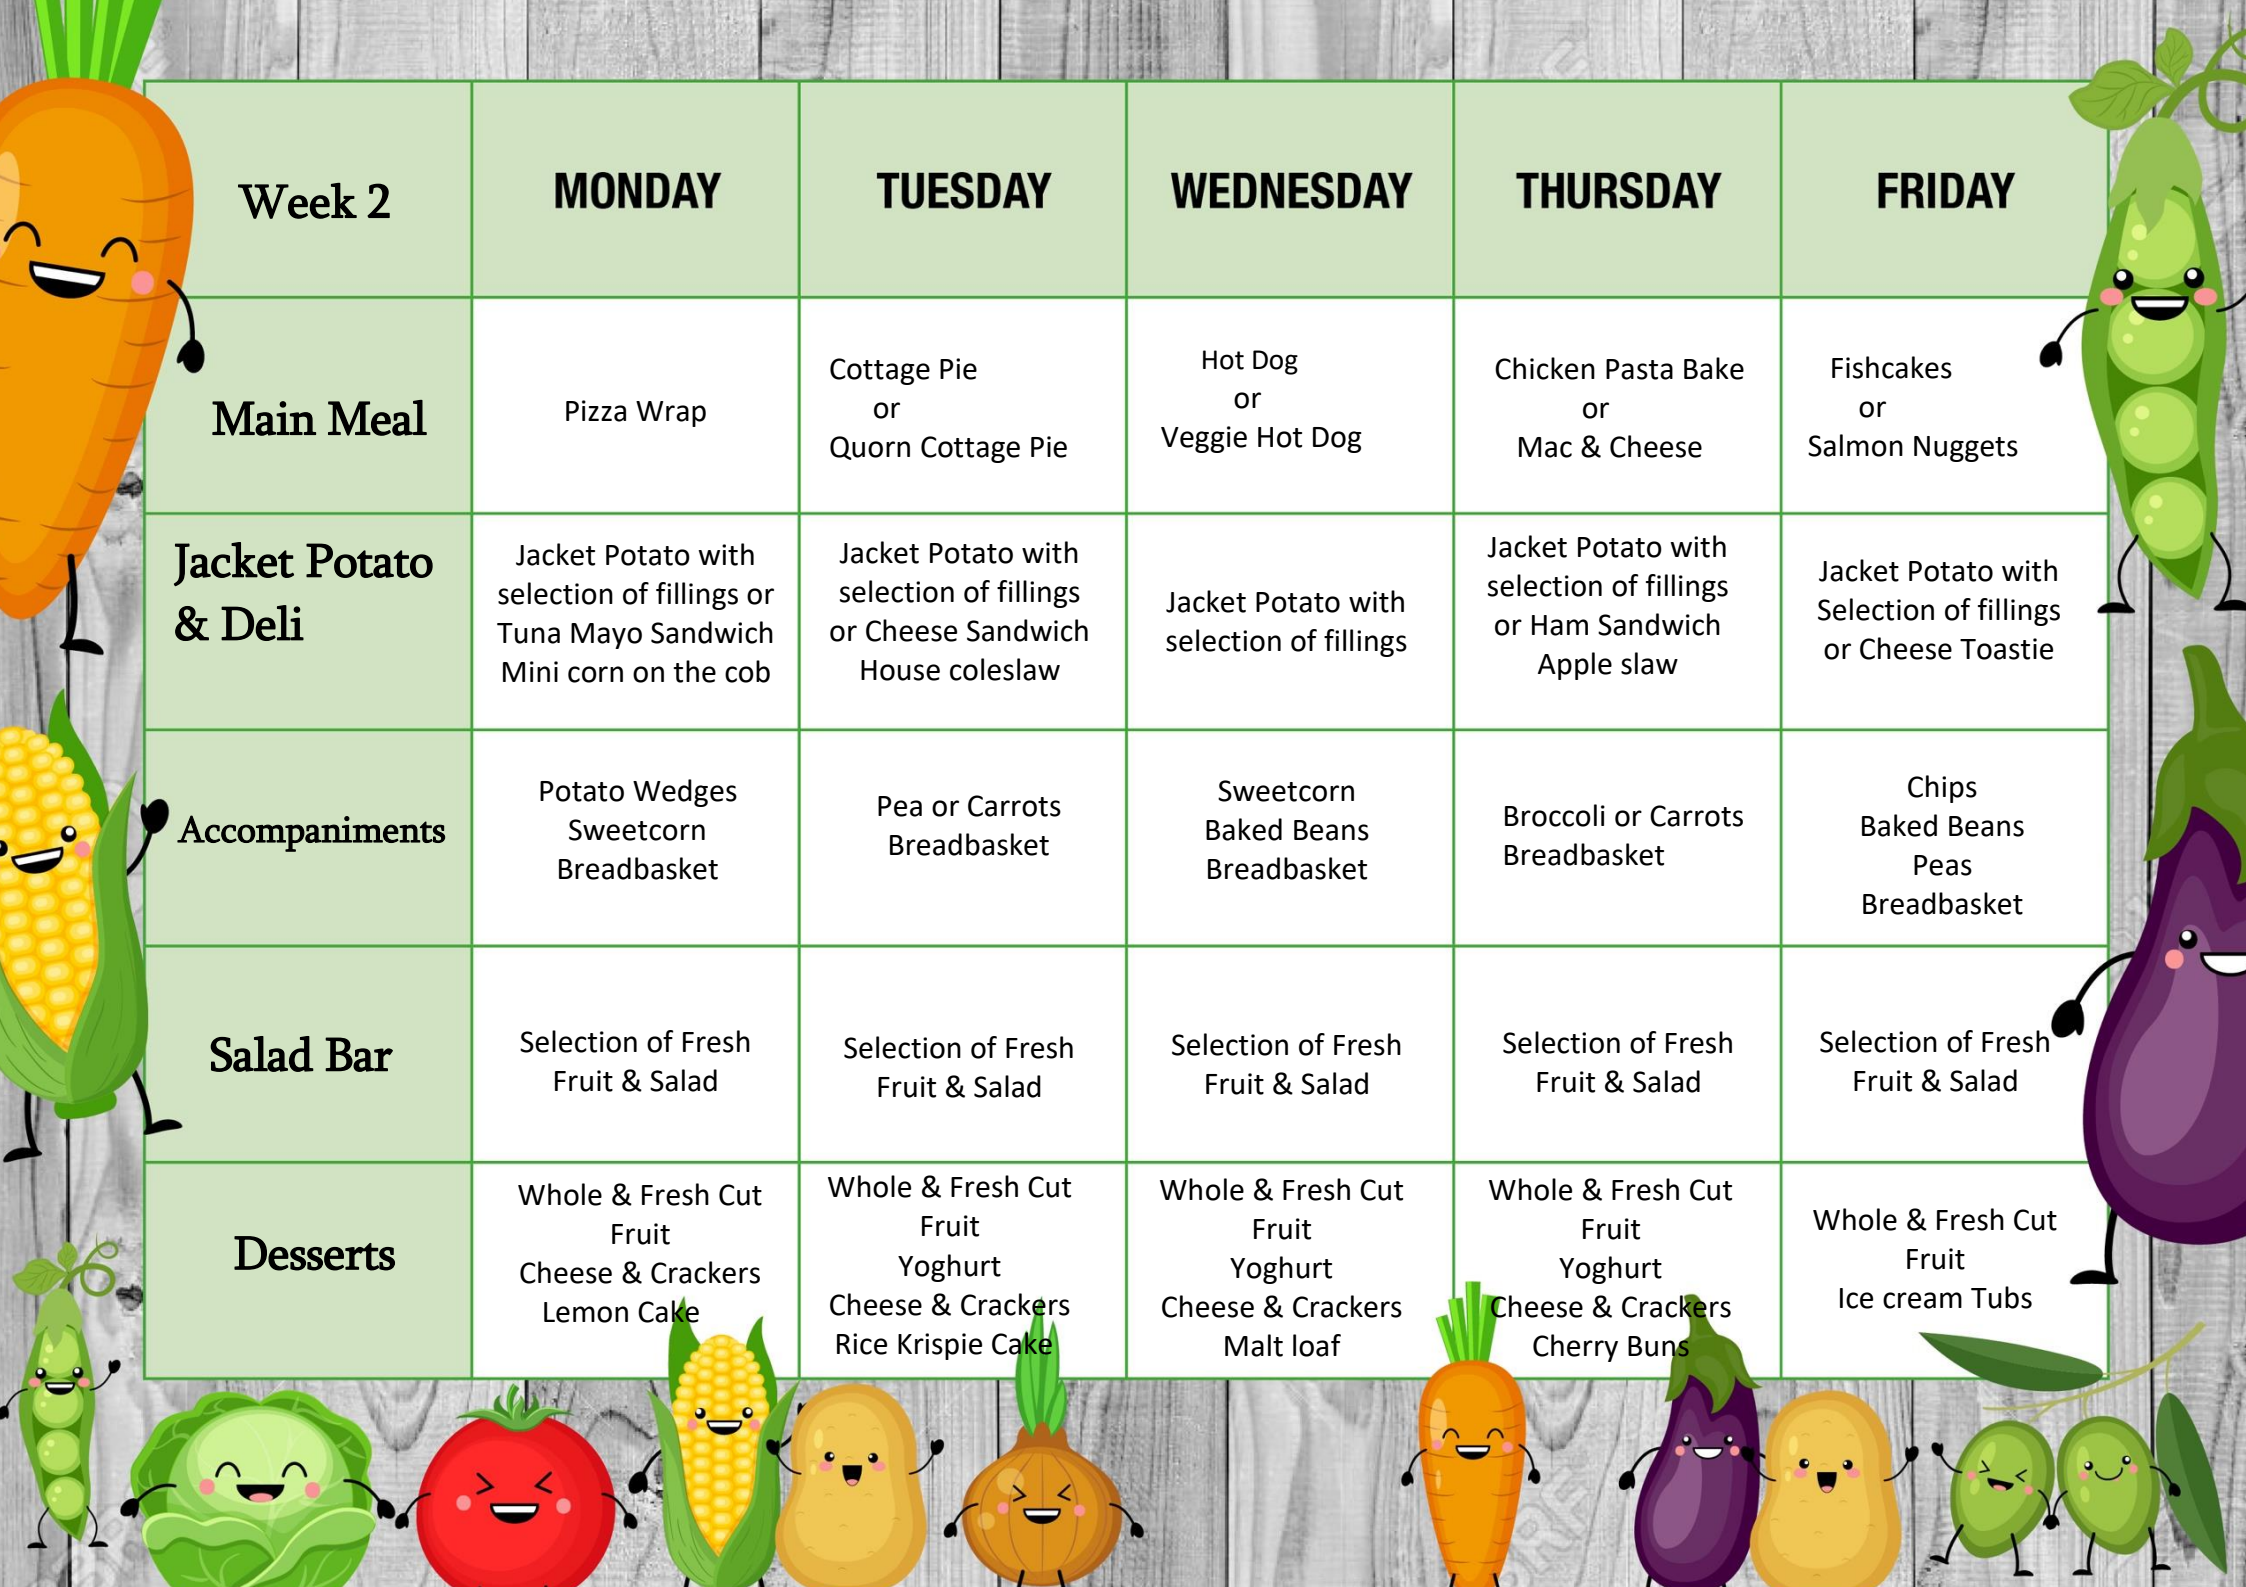 Week 2
MONDAY
TUESDAY
WEDNESDAY
THURSDAY
FRIDAY
Main Meal
Pizza Wrap
Cottage Pie
or
Quorn Cottage Pie
Hot Dog
or
Veggie Hot Dog
Chicken Pasta Bake
or
Mac & Cheese
Fishcakes
or
Salmon Nuggets
Jacket Potato
& Deli
Jacket Potato with
selection of fillings or
Tuna Mayo Sandwich
Mini corn on the cob
Jacket Potato with
selection of fillings
or Cheese Sandwich
House coleslaw
Jacket Potato with
selection of fillings
Jacket Potato with
selection of fillings
or Ham Sandwich
Apple slaw
Jacket Potato with
Selection of fillings
or Cheese Toastie
Accompaniments
Potato Wedges
Sweetcorn
Breadbasket
Pea or Carrots
Breadbasket
Sweetcorn
Baked Beans
Breadbasket
Broccoli or Carrots
Breadbasket
Chips
Baked Beans
Peas
Breadbasket
Salad Bar
Selection of Fresh
Fruit & Salad
Selection of Fresh
Fruit & Salad
Selection of Fresh
Fruit & Salad
Selection of Fresh
Fruit & Salad
Selection of Fresh
Fruit & Salad
Desserts
Whole & Fresh Cut
Fruit
Cheese & Crackers
Lemon Cake
Whole & Fresh Cut
Fruit
Yoghurt
Cheese & Crackers
Rice Krispie Cake
Whole & Fresh Cut
Fruit
Yoghurt
Cheese & Crackers
Malt loaf
Whole & Fresh Cut
Fruit
Yoghurt
Cheese & Crackers
Cherry Buns
Whole & Fresh Cut
Fruit
Ice cream Tubs